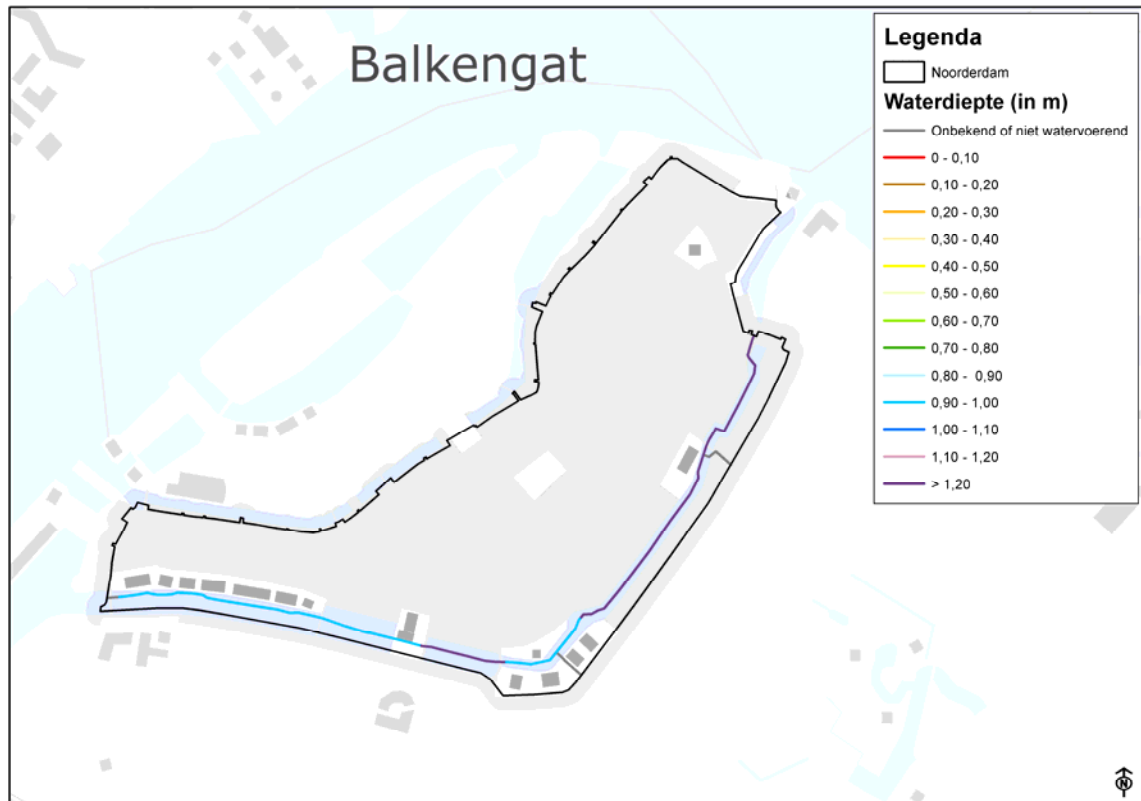 Balkengat
Legenda
Noorderdam
Waterdiepte (in m)
Onbekend of niet watervoerend
0 - 0,10
0,10 - 0,20
0,20 - 0,30
0,30 - 0,40
0,40 - 0,50
0,50 - 0,60
0,60 - 0,70
0,70 - 0,80
0,80 - 0,90
0,90 - 1,00
1,00 - 1,10
1,10 - 1,20
> 1,20
N